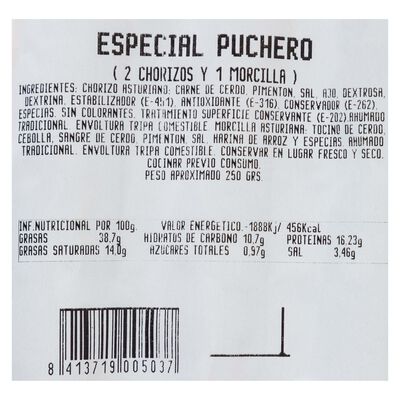 ESPECIAL PUCHERO
( 2 CHORIZOS Y 1 MORCILLA )
INGREDIENTES: CHORIZO ASTURIANO: CARNE DE CERDO, PIMENTON, SAL, AJO, DEXTROSA,
DEXTRINA, ESTABILIZADOR (E-451), ANTIOXIDANTE (E-316), CONSERVADOR (E-262),
ESPECIAS, SIN COLORANTES, TRATAMIENTO SUPERFICIE CONSERVANTE (E-202).AHUMADO
TRADICIONAL. ENVOLTURA TRIPA COMESTIBLE MORCILLA ASTURIANA: TOCINO DE CERDO,
CEBOLLA, SANGRE DE CERDO, PIMENTON, SAL, HARINA DE ARROZ Y ESPECIAS AHUMADO
TRADICIONAL. ENVOLTURA TRIPA COMESTIBLE. CONSERVAR EN LUGAR FRESCO Y SECO.
COCINAR PREVIO CONSUMO.
PESO APROXIMADO 250 GRS.
INF.NUTRICIONAL POR 100g. VALOR ENERGETICO.-1888Kj/ 456Kcal
GRASAS 38,7g HIDRATOS DE CARBONO 10,7g PROTEINAS 16,23g
GRASAS SATURADAS 14,8g AZUCARES TOTALES 0,97g SAL 3,46g
8 413719 005037